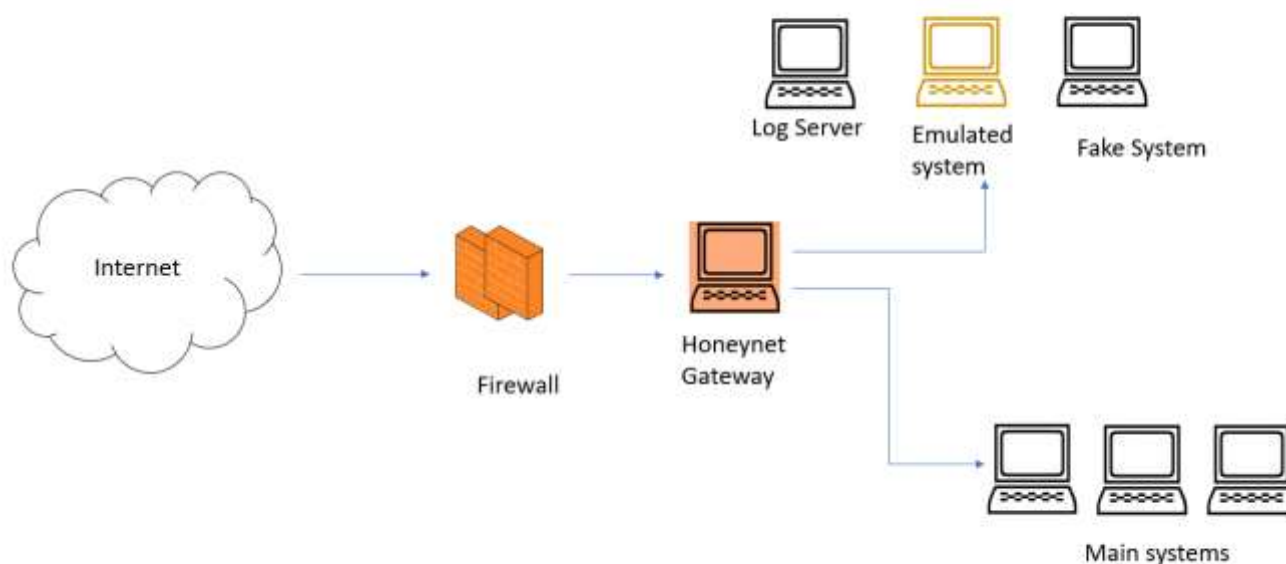 Log Server
Emulated
system
Fake System
Internet
Firewall
Honeynet
Gateway
Main systems